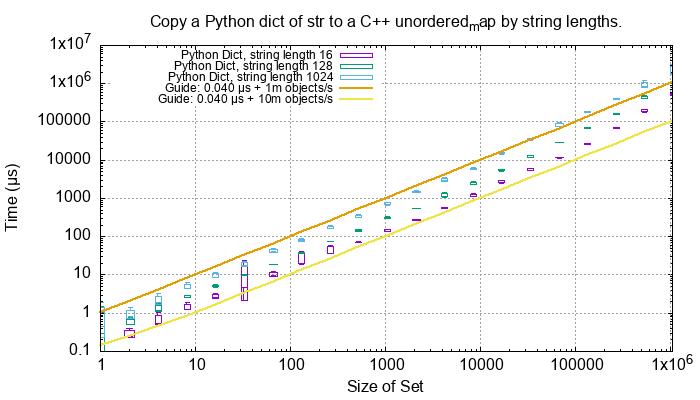 Copy a Python dict of str to a C++ unordered_map by string lengths.
Python Dict, string length 16
Python Dict, string length 128
Python Dict, string length 1024
Guide: 0.040 µs + 1m objects/s
Guide: 0.040 µs + 10m objects/s
Time (µs)
1x10^7
1x10^6
100000
10000
1000
100
10
1
0.1
1 10 100 1000 10000 100000 1x10^6
Size of Set